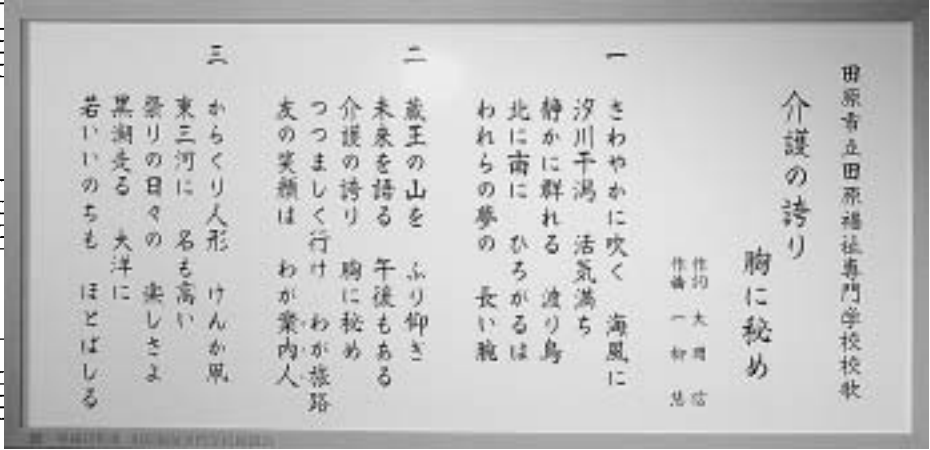 田原市立田原福祉専門学校校歌
介護の誇り
胸に秘め
作詞 大岡 信
作曲 一柳 慧
一
さわやかに吹く 海風に
汐川干潟 活気満ち
静かに群れる 渡り鳥
北に南に ひろがるは
われらの夢の 長い腕
二
蔵王の山を ふり仰ぎ
未来を語る 午後もある
介護の誇り 胸に秘め
つつましく行け わが旅路
友の笑顔は わが案内人
三
からくり人形 けんか凧
東三河に 名も高い
祭りの日々の 楽しさよ
黒潮走る 大洋に
若いいのちも ほとばしる